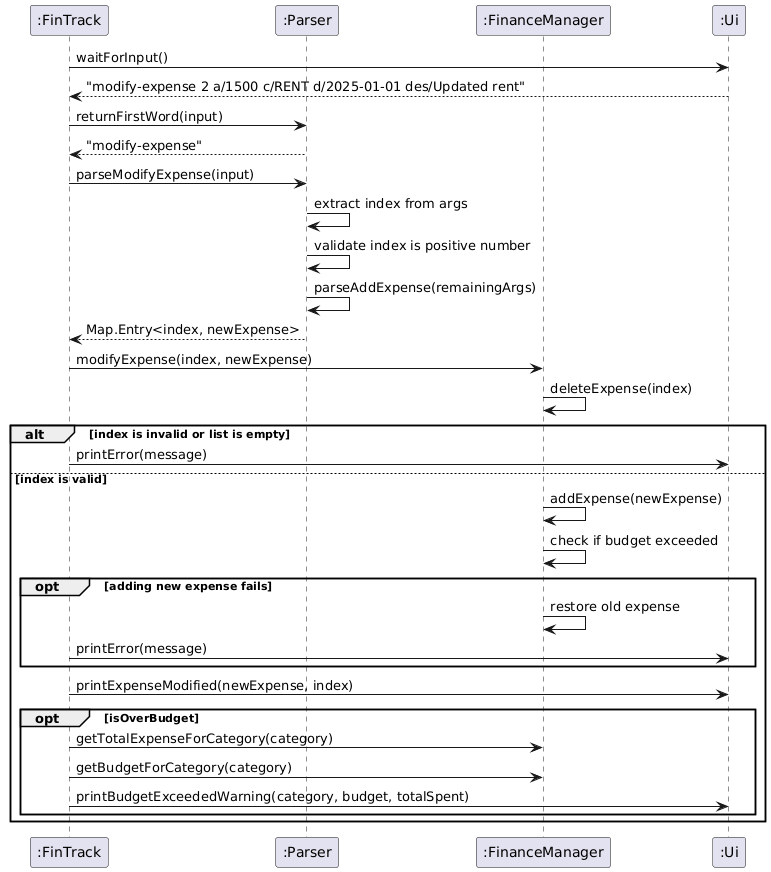 :FinTrack :Parser :FinanceManager :Ui
waitForInput()
"modify-expense 2 a/1500 c/RENT d/2025-01-01 des/Updated rent"
returnFirstWord(input)
"modify-expense"
parseModifyExpense(input)
extract index from args
validate index is positive number
parseAddExpense(remainingArgs)
Map.Entry<index, newExpense>
modifyExpense(index, newExpense)
deleteExpense(index)
alt [index is invalid or list is empty]
printError(message)
[index is valid]
addExpense(newExpense)
check if budget exceeded
opt [adding new expense fails]
restore old expense
printError(message)
printExpenseModified(newExpense, index)
opt [isOverBudget]
getTotalExpenseForCategory(category)
getBudgetForCategory(category)
printBudgetExceededWarning(category, budget, totalSpent)
:FinTrack :Parser :FinanceManager :Ui